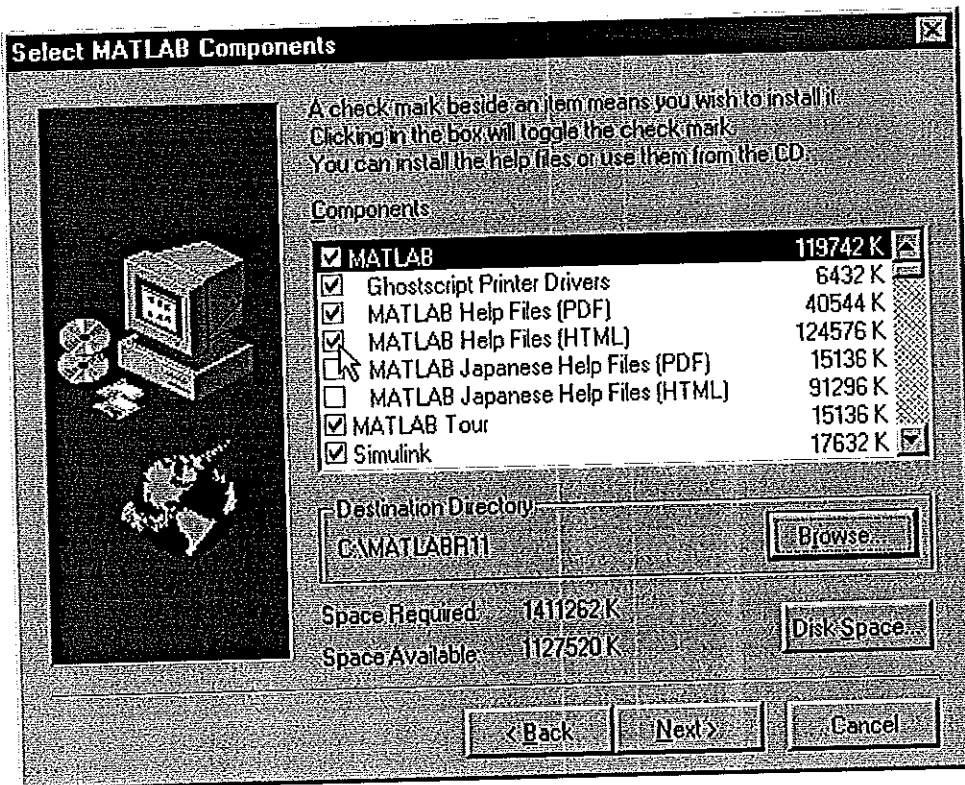 Select MATLAB Components
A check mark beside an item means you wish to install it.
Clicking in the box will toggle the check mark.
You can install the help files or use them from the CD.
Components
MATLAB 119742 K
Ghostscript Printer Drivers 6432 K
MATLAB Help Files (PDF) 40544 K
MATLAB Help Files (HTML) 124576 K
MATLAB Japanese Help Files (PDF) 15136 K
MATLAB Japanese Help Files (HTML) 91296 K
MATLAB Tour 15136 K
Simulink 17632 K
Destination Directory
C:\MATLABR11
Browse...
Space Required: 1411262 K
Space Available: 1127520 K
Disk Space...
< Back
Next >
Cancel